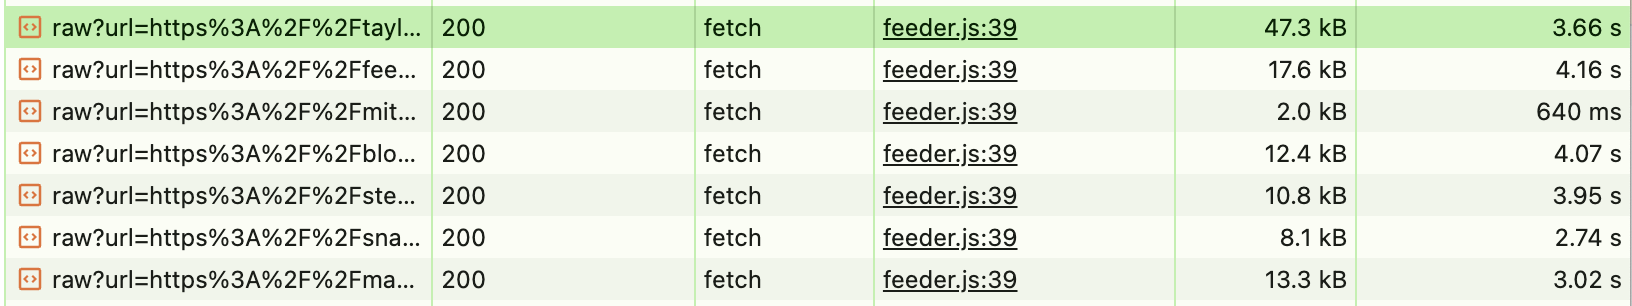 raw?url=https%3A%2F%2Ftayl... 200 fetch feeder.js:39 47.3 kB 3.66 s
raw?url=https%3A%2F%2Ffee... 200 fetch feeder.js:39 17.6 kB 4.16 s
raw?url=https%3A%2F%2Fmit... 200 fetch feeder.js:39 2.0 kB 640 ms
raw?url=https%3A%2F%2Fblo... 200 fetch feeder.js:39 12.4 kB 4.07 s
raw?url=https%3A%2F%2Fste... 200 fetch feeder.js:39 10.8 kB 3.95 s
raw?url=https%3A%2F%2Fsna... 200 fetch feeder.js:39 8.1 kB 2.74 s
raw?url=https%3A%2F%2Fma... 200 fetch feeder.js:39 13.3 kB 3.02 s